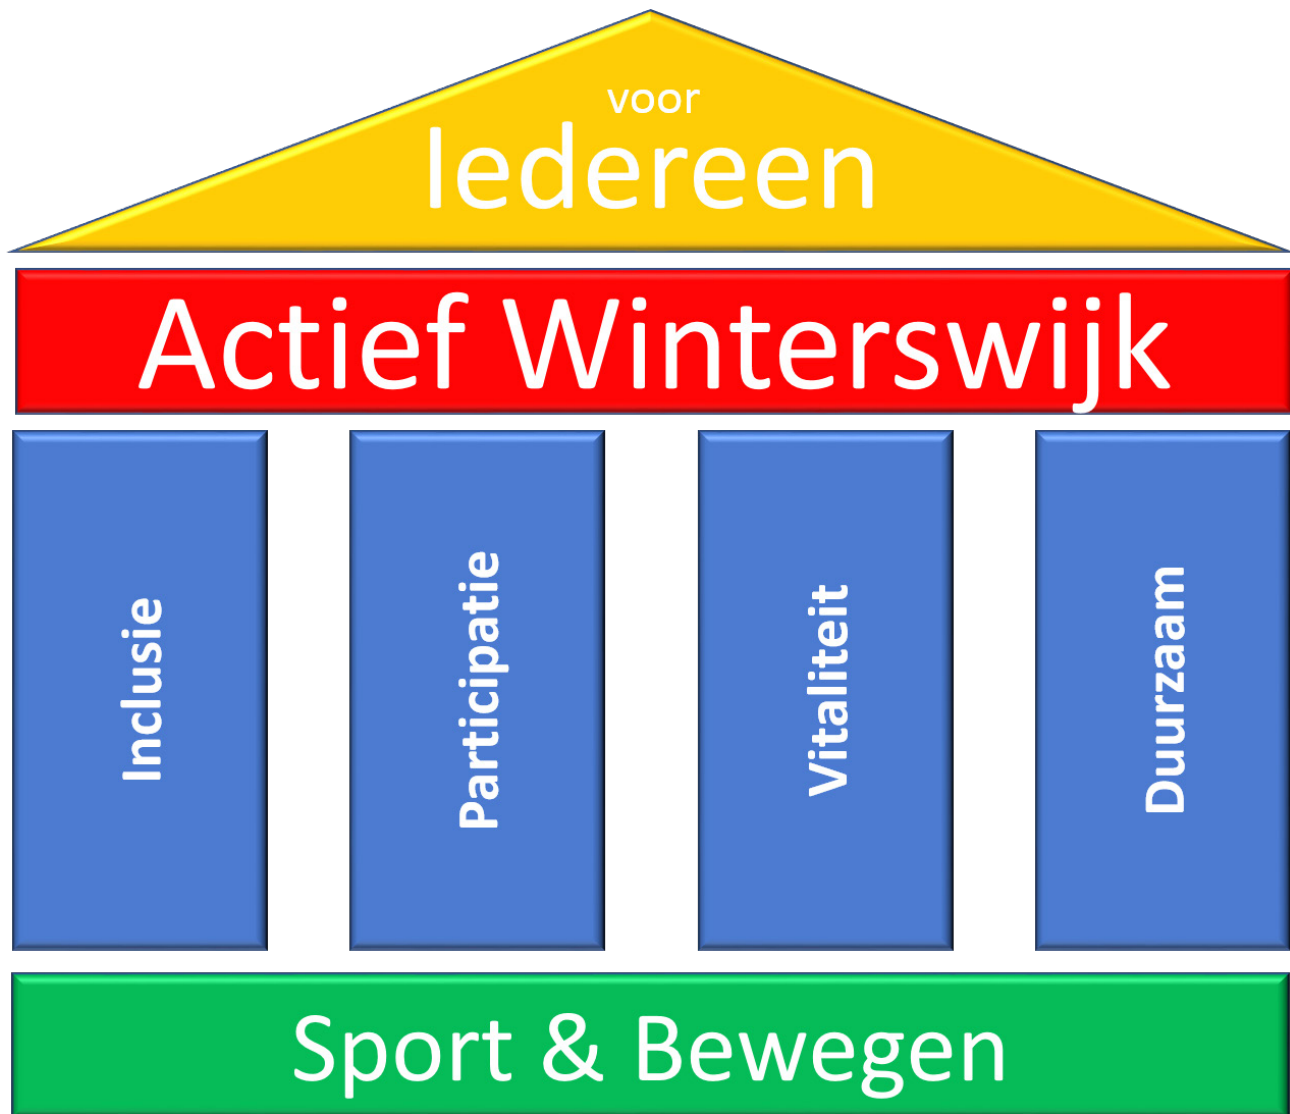 voor
Iedereen
Actief Winterswijk
Inclusie
Participatie
Vitaliteit
Duurzaam
Sport & Bewegen